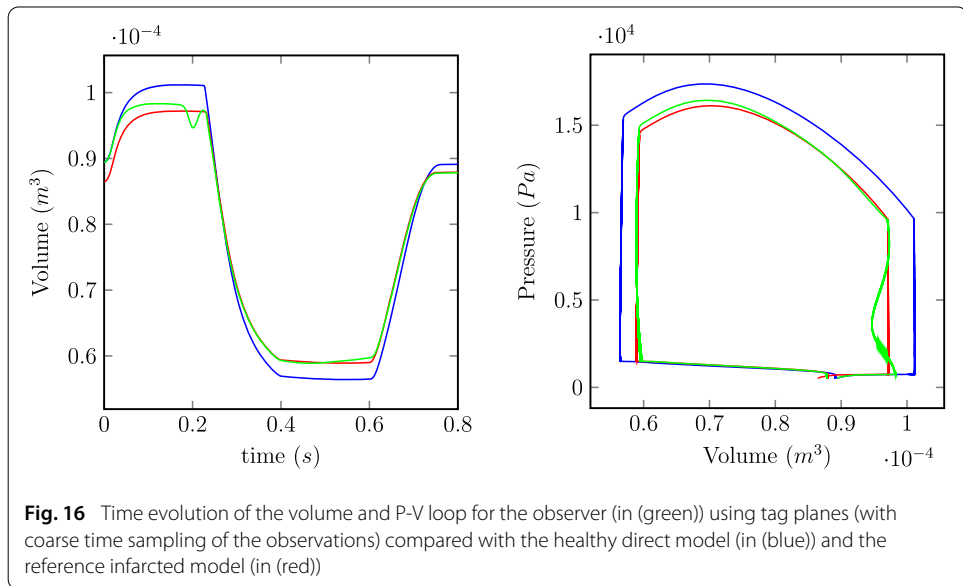 ·10⁻⁴
1
0.9
0.8
0.7
0.6
Volume (m³)
0 0.2 0.4 0.6 0.8
time (s)
·10⁴
1.5
1
0.5
0
Pressure (Pa)
0.6 0.7 0.8 0.9 1
Volume (m³) ·10⁻⁴
Fig. 16 Time evolution of the volume and P-V loop for the observer (in (green)) using tag planes (with
coarse time sampling of the observations) compared with the healthy direct model (in (blue)) and the
reference infarcted model (in (red))